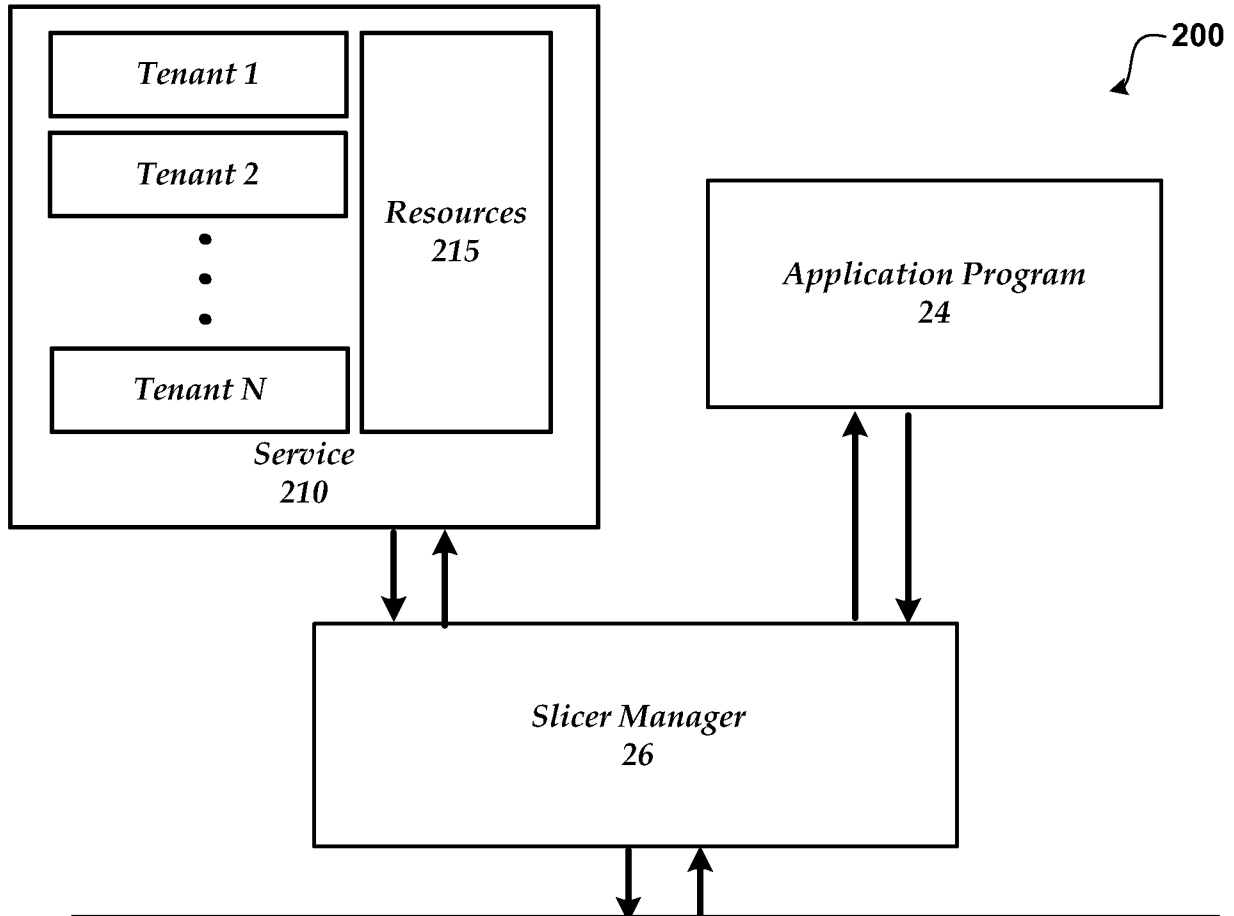 200
Tenant 1
Tenant 2
Tenant N
Resources
215
Service
210
Application Program
24
Slicer Manager
26